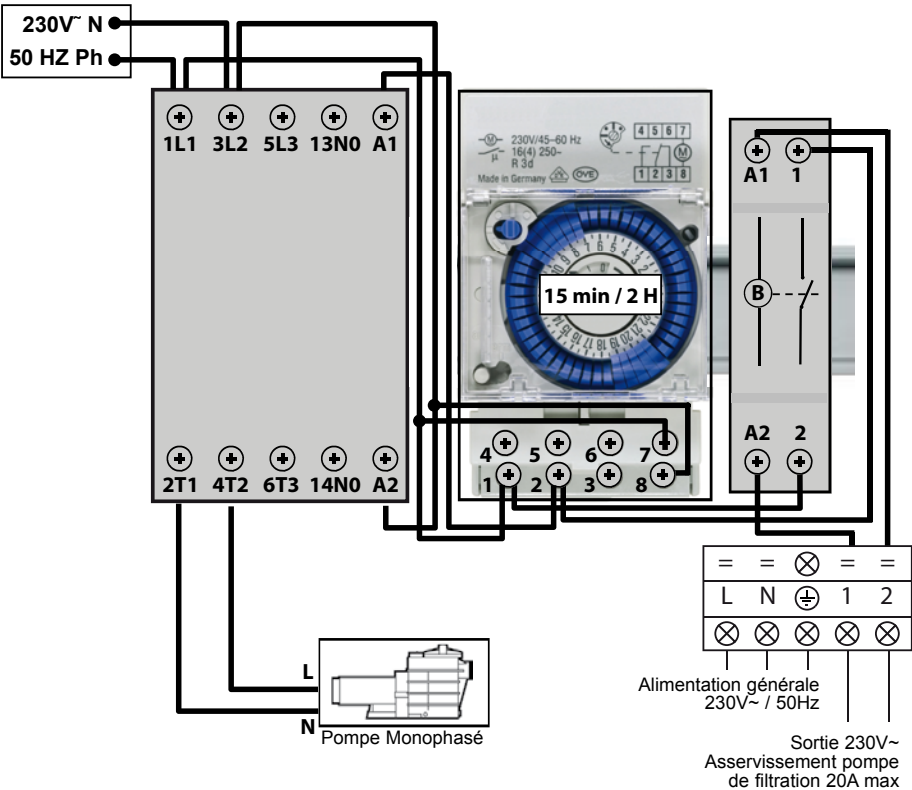 230V~ N
50 HZ Ph
1L1 3L2 5L3 13N0 A1
2T1 4T2 6T3 14N0 A2
230V/45–60 Hz
16(4) 250~
R 3d
Made in Germany
OVE
4 5 6 7
M
1 2 3 8
15 min / 2 H
4 5 6 7
1 2 3 8
A1 1
B
A2 2
= = = =
L N 1 2
Alimentation générale
230V~ / 50Hz
Sortie 230V~
Asservissement pompe
de filtration 20A max
L
N
Pompe Monophasé